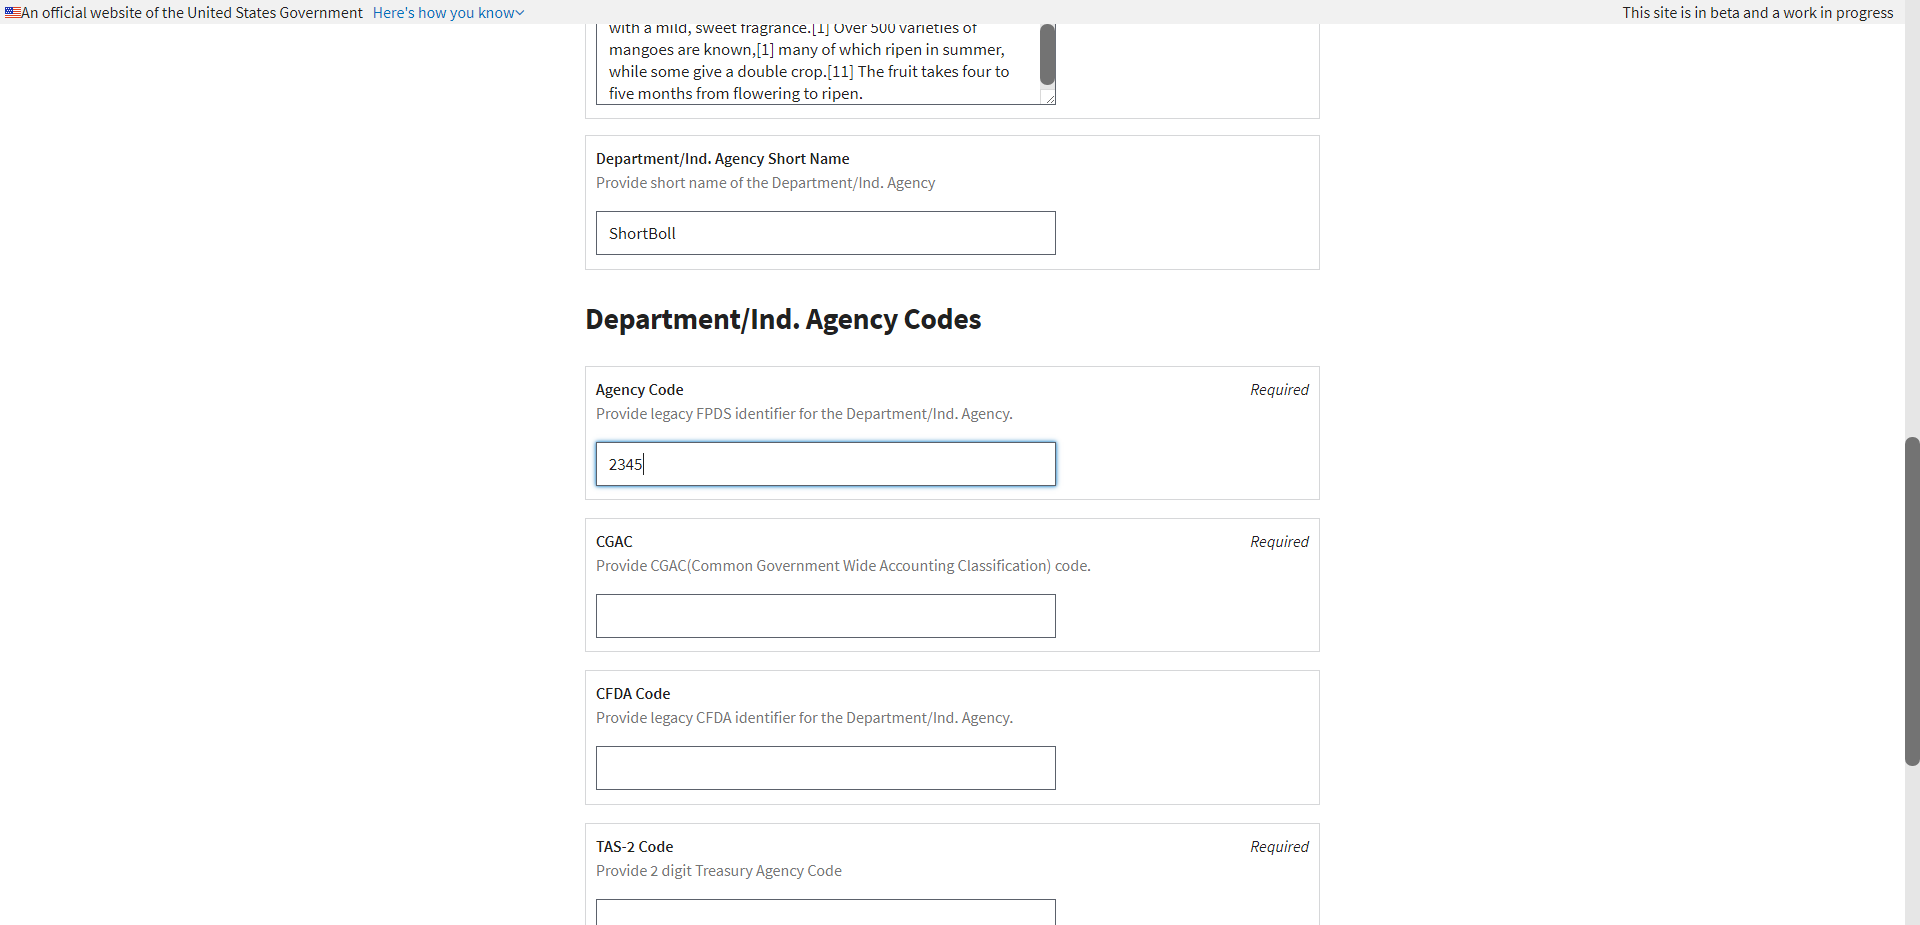 An official website of the United States Government Here's how you know
This site is in beta and a work in progress
with a mild, sweet fragrance.[1] Over 500 varieties of
mangoes are known,[1] many of which ripen in summer,
while some give a double crop.[11] The fruit takes four to
five months from flowering to ripen.
Department/Ind. Agency Short Name
Provide short name of the Department/Ind. Agency
ShortBoll
Department/Ind. Agency Codes
Agency Code
Required
Provide legacy FPDS identifier for the Department/Ind. Agency.
2345
CGAC
Required
Provide CGAC(Common Government Wide Accounting Classification) code.
CFDA Code
Provide legacy CFDA identifier for the Department/Ind. Agency.
TAS-2 Code
Required
Provide 2 digit Treasury Agency Code